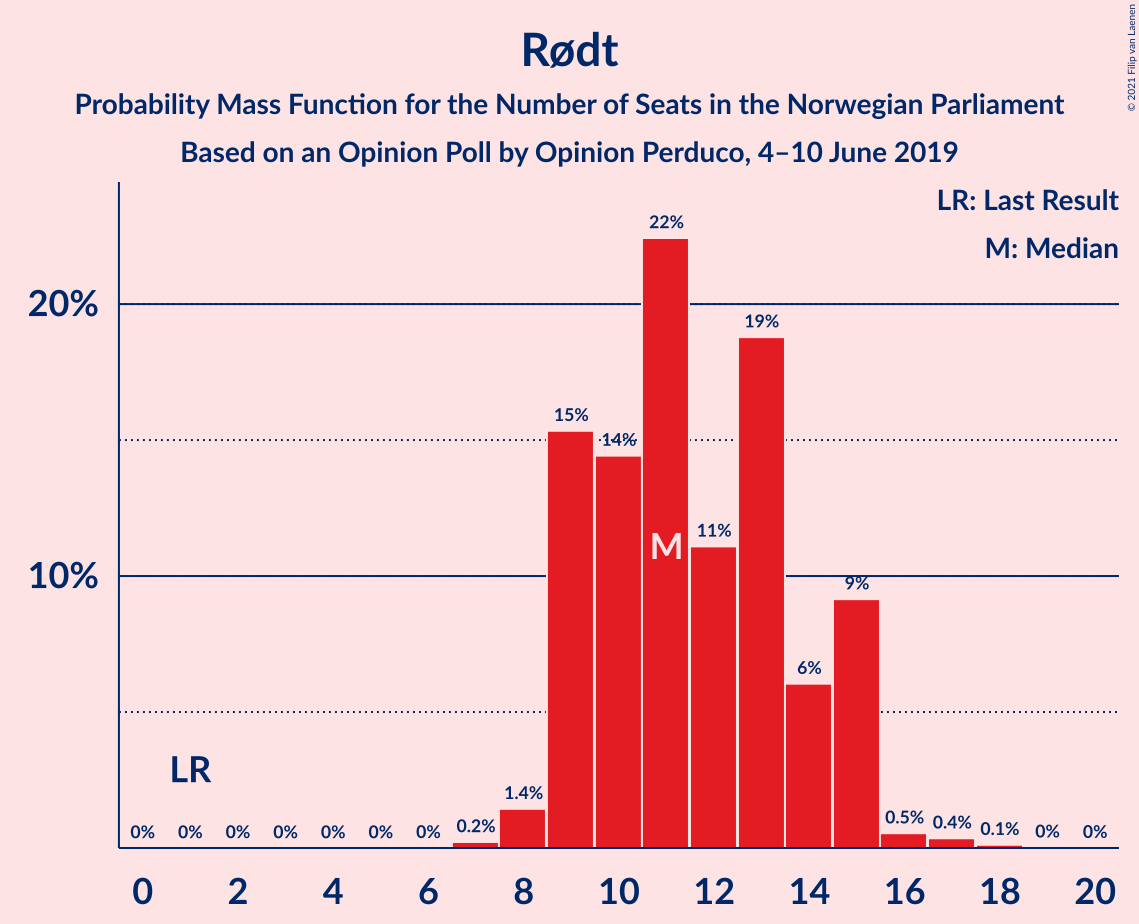 Rødt
Probability Mass Function for the Number of Seats in the Norwegian Parliament
Based on an Opinion Poll by Opinion Perduco, 4–10 June 2019
© 2021 Filip van Laenen
LR: Last Result
M: Median
20%
10%
LR
M
0% 0% 0% 0% 0% 0% 0% 0.2% 1.4% 15% 14% 22% 11% 19% 6% 9% 0.5% 0.4% 0.1% 0% 0%
0 2 4 6 8 10 12 14 16 18 20